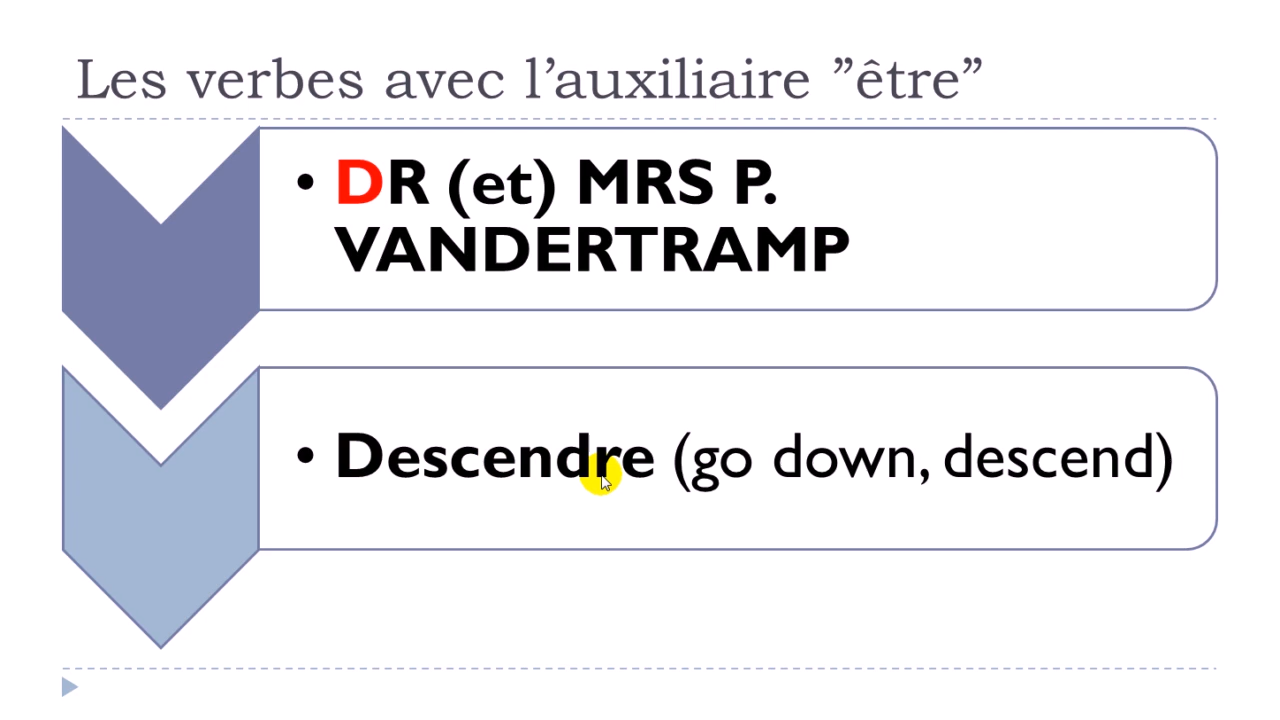 Les verbes avec l’auxiliaire ”être”
• DR (et) MRS P.
VANDERTRAMP
• Descendre (go down, descend)